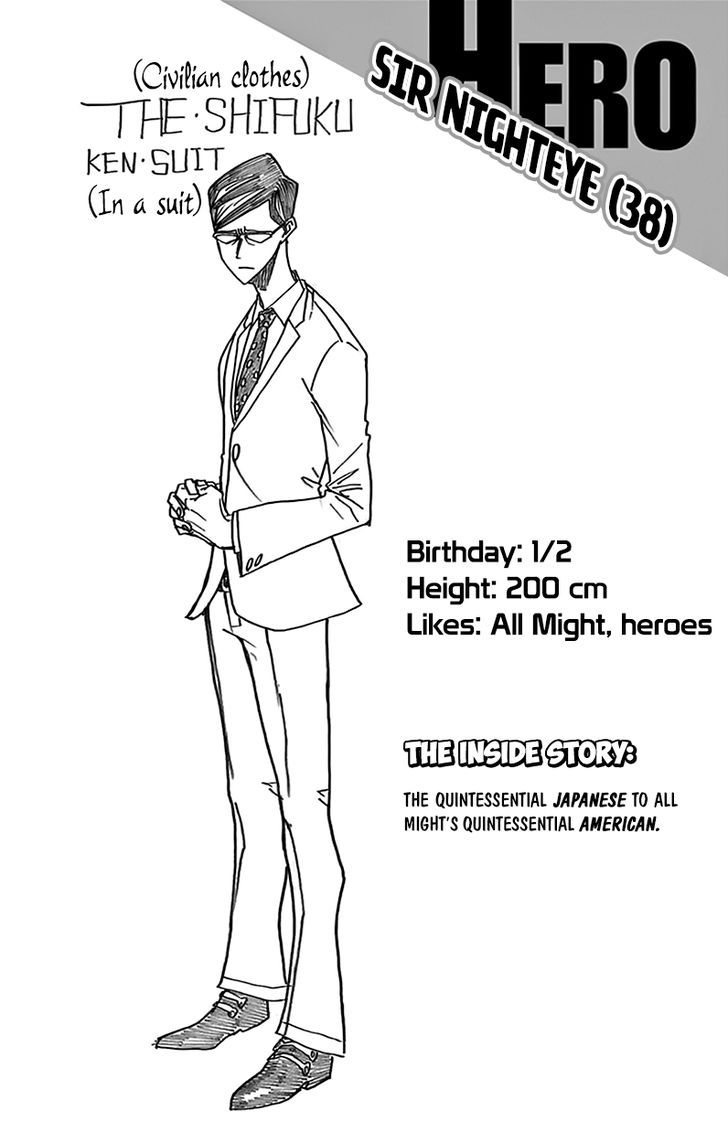 HERO
SIR NIGHTEYE (38)
(Civilian clothes)
THE·SHIFUKU
KEN·SUIT
(In a suit)
Birthday: 1/2
Height: 200 cm
Likes: All Might, heroes
THE INSIDE STORY:
THE QUINTESSENTIAL JAPANESE TO ALL
MIGHT'S QUINTESSENTIAL AMERICAN.